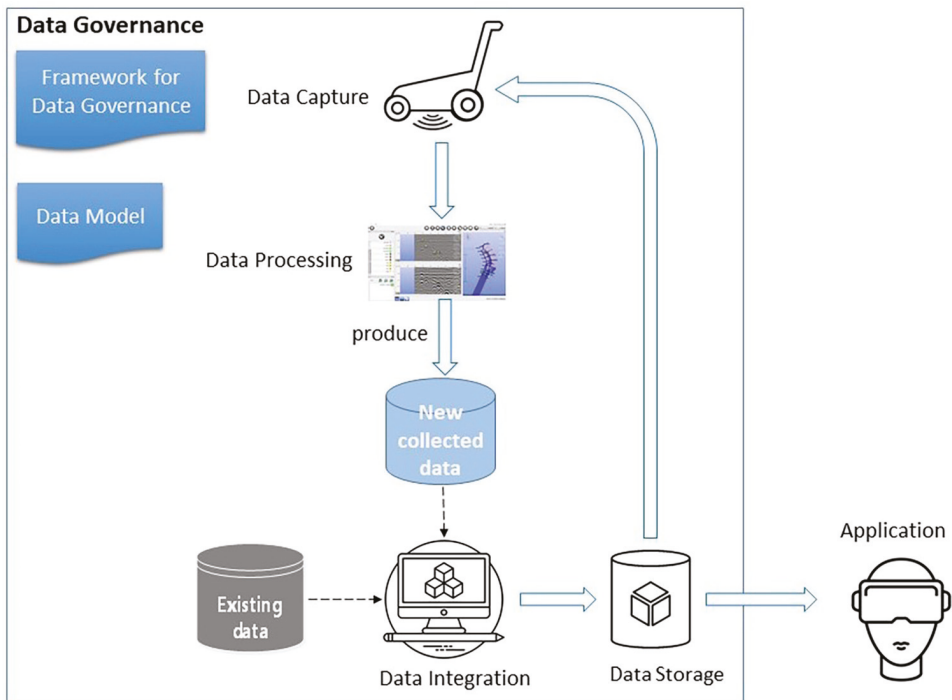 Data Governance
Framework for
Data Governance
Data Capture
Data Model
Data Processing
produce
New
collected
data
Application
Existing
data
Data Integration
Data Storage